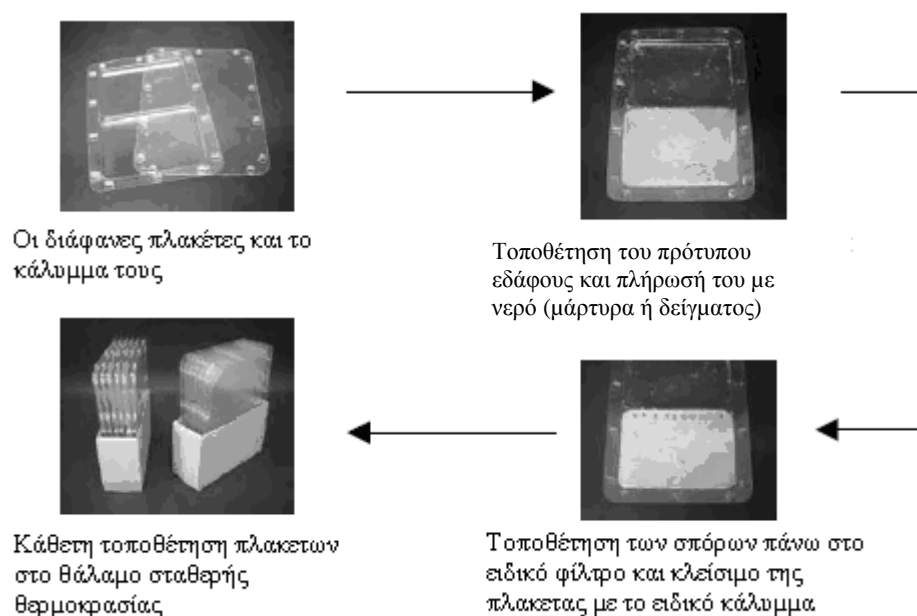 Οι διάφανες πλακέτες και το
κάλυμμα τους
Τοποθέτηση του πρότυπου
εδάφους και πλήρωσή του με
νερό (μάρτυρα ή δείγματος)
Τοποθέτηση των σπόρων πάνω στο
ειδικό φίλτρο και κλείσιμο της
πλακετας με το ειδικό κάλυμμα
Κάθετη τοποθέτηση πλακετων
στο θάλαμο σταθερής
θερμοκρασίας